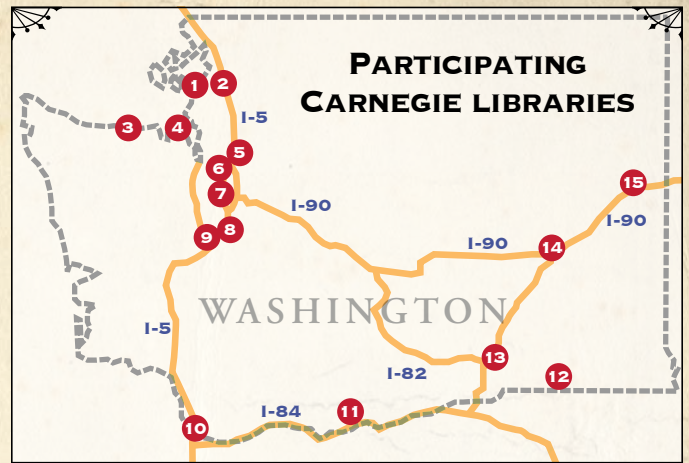 PARTICIPATING
CARNEGIE LIBRARIES
1
2
3
4
I-5
5
6
7
I-90
15
I-90
8
9
I-90
14
WASHINGTON
I-5
13
I-82
12
I-84
11
10